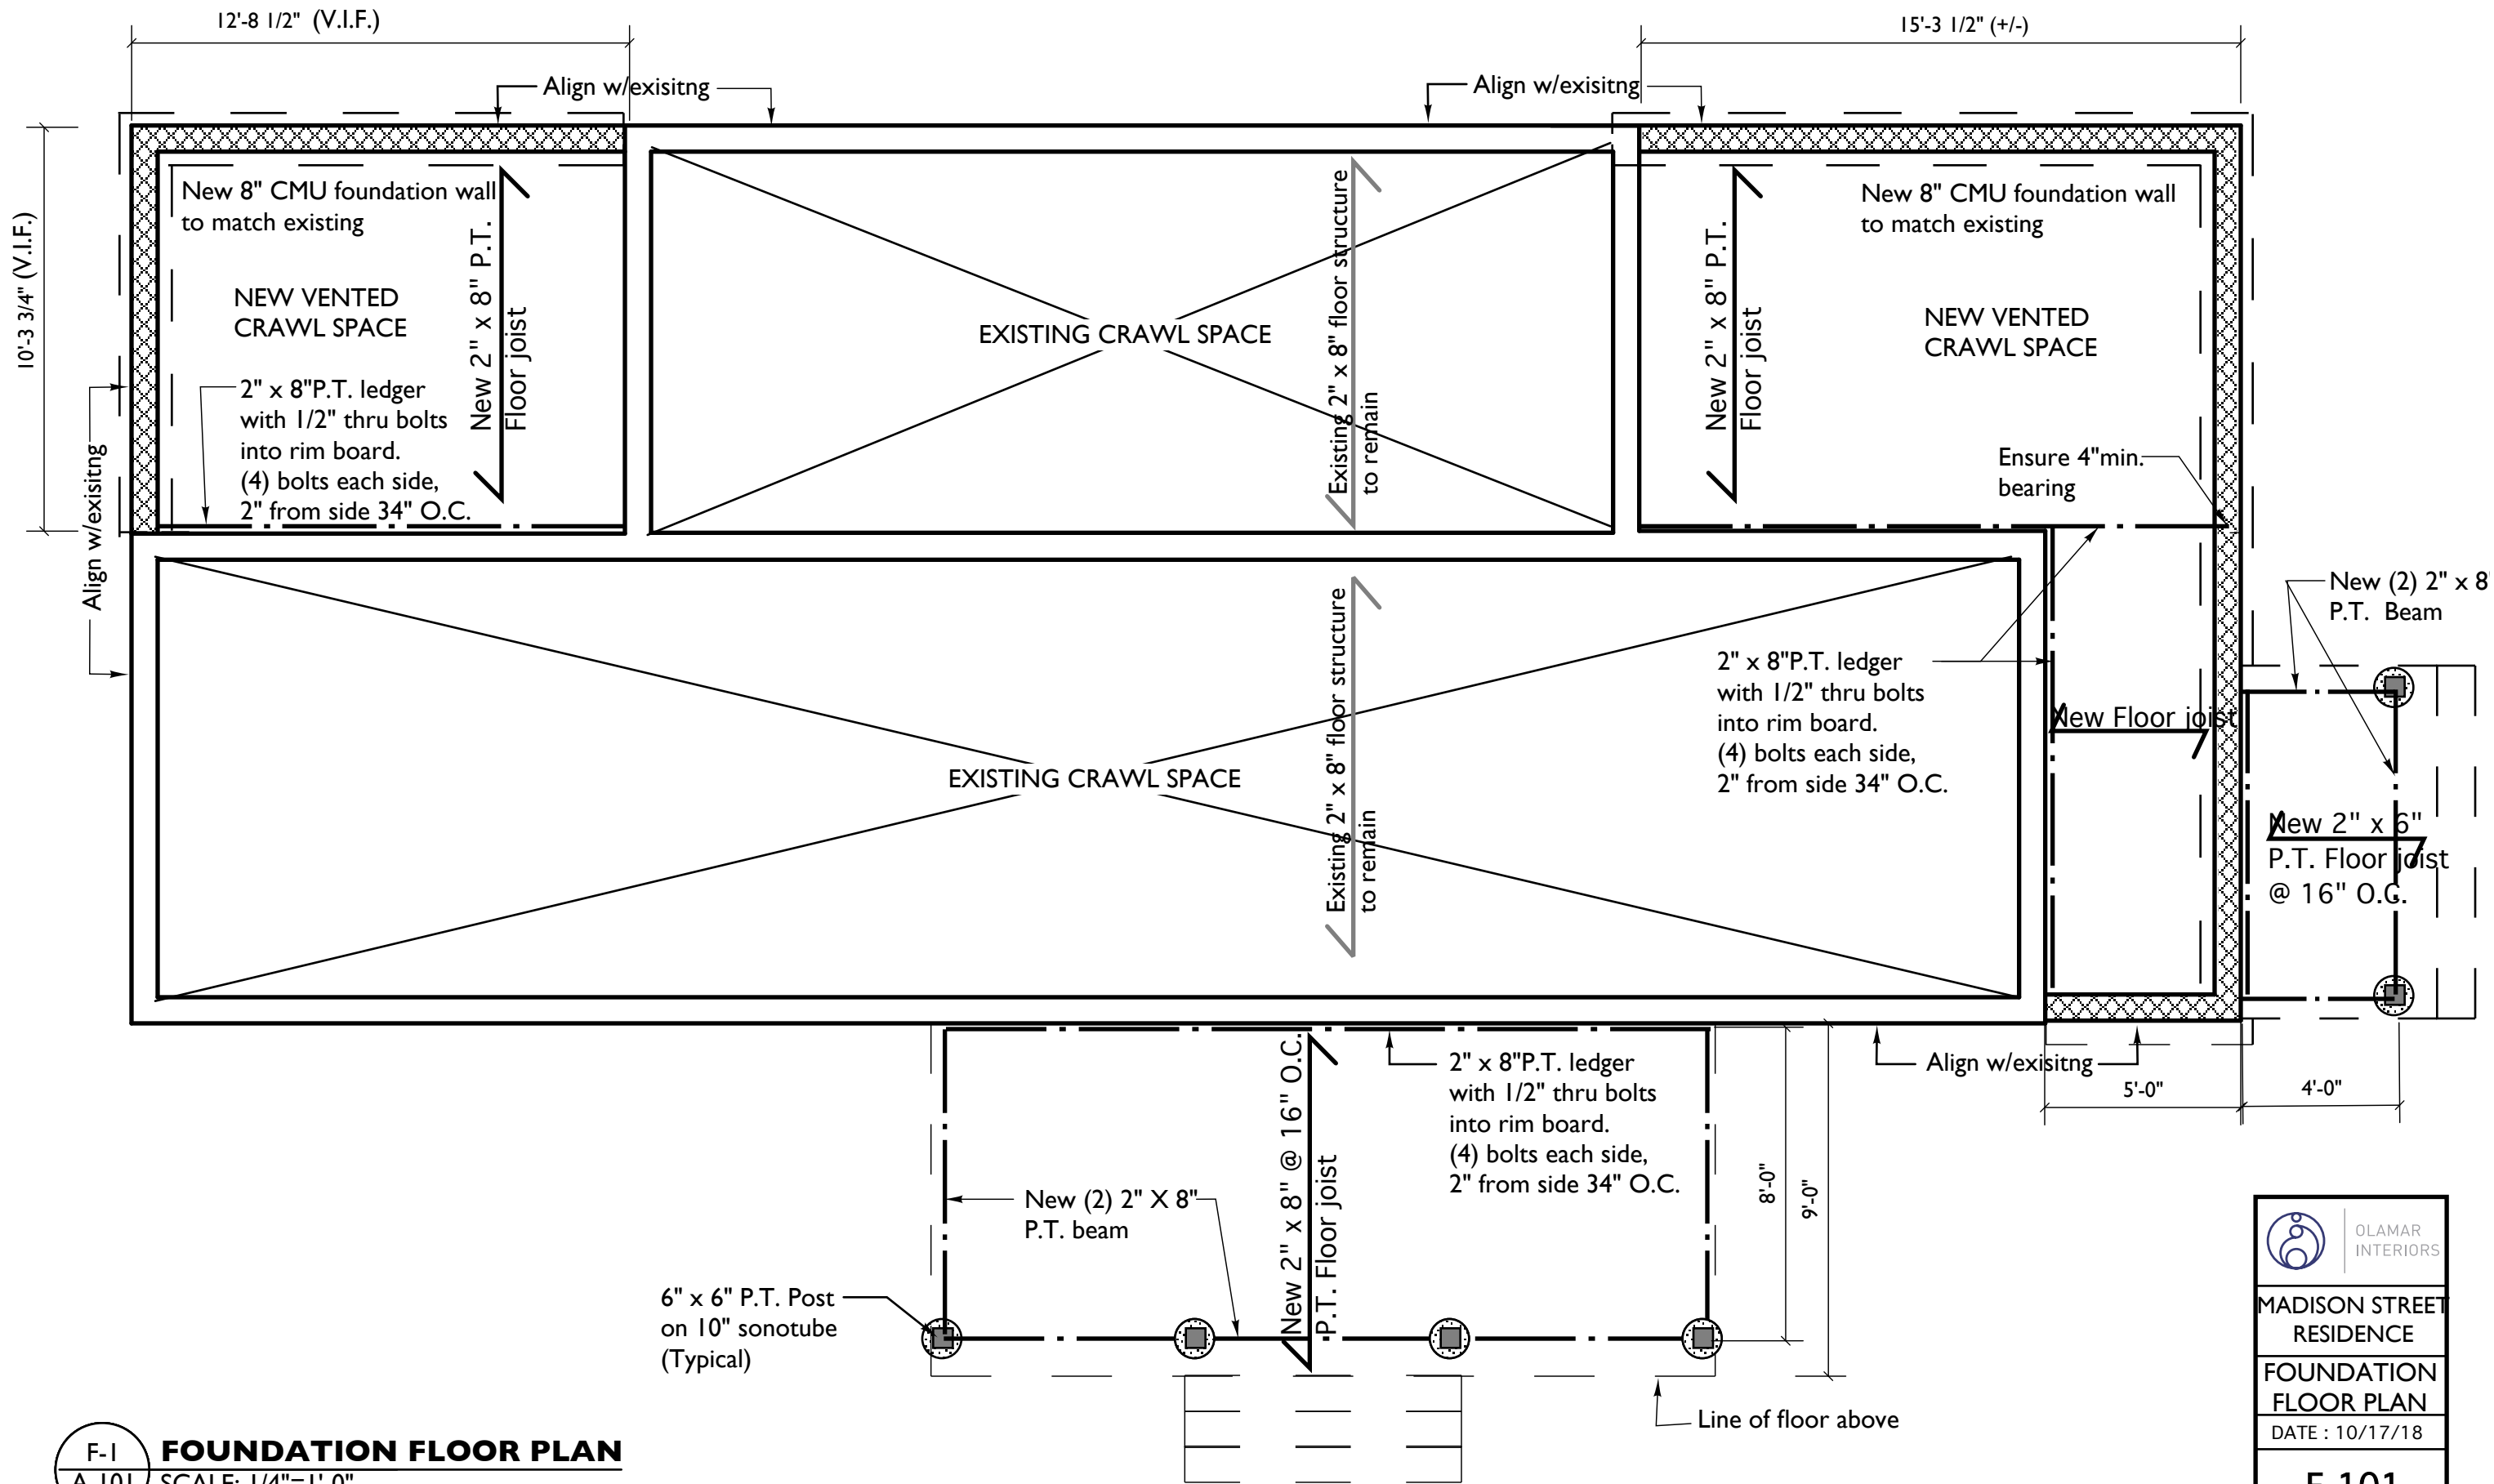 12'-8 1/2" (V.I.F.)
15'-3 1/2" (+/-)
Align w/exisitng
Align w/exisitng
10'-3 3/4" (V.I.F.)
New 8" CMU foundation wall
to match existing
NEW VENTED
CRAWL SPACE
2" x 8"P.T. ledger
with 1/2" thru bolts
into rim board.
(4) bolts each side,
2" from side 34" O.C.
New 2" x 8" P.T.
Floor joist
Align w/exisitng
EXISTING CRAWL SPACE
Existing 2" x 8" floor structure
to remain
New 2" x 8" P.T.
Floor joist
New 8" CMU foundation wall
to match existing
NEW VENTED
CRAWL SPACE
Ensure 4"min.
bearing
New (2) 2" x 8'
P.T. Beam
EXISTING CRAWL SPACE
Existing 2" x 8" floor structure
to remain
2" x 8"P.T. ledger
with 1/2" thru bolts
into rim board.
(4) bolts each side,
2" from side 34" O.C.
New Floor joist
New 2" x 6"
P.T. Floor joist
@ 16" O.C.
Align w/exisitng
5'-0"
4'-0"
2" x 8"P.T. ledger
with 1/2" thru bolts
into rim board.
(4) bolts each side,
2" from side 34" O.C.
New 2" x 8" @ 16" O.C.
P.T. Floor joist
8'-0"
9'-0"
New (2) 2" X 8"
P.T. beam
6" x 6" P.T. Post
on 10" sonotube
(Typical)
Line of floor above
F-1
A-101
FOUNDATION FLOOR PLAN
SCALE: 1/4"=1'-0"
OLAMAR
INTERIORS
MADISON STREET
RESIDENCE
FOUNDATION
FLOOR PLAN
DATE : 10/17/18
F-101